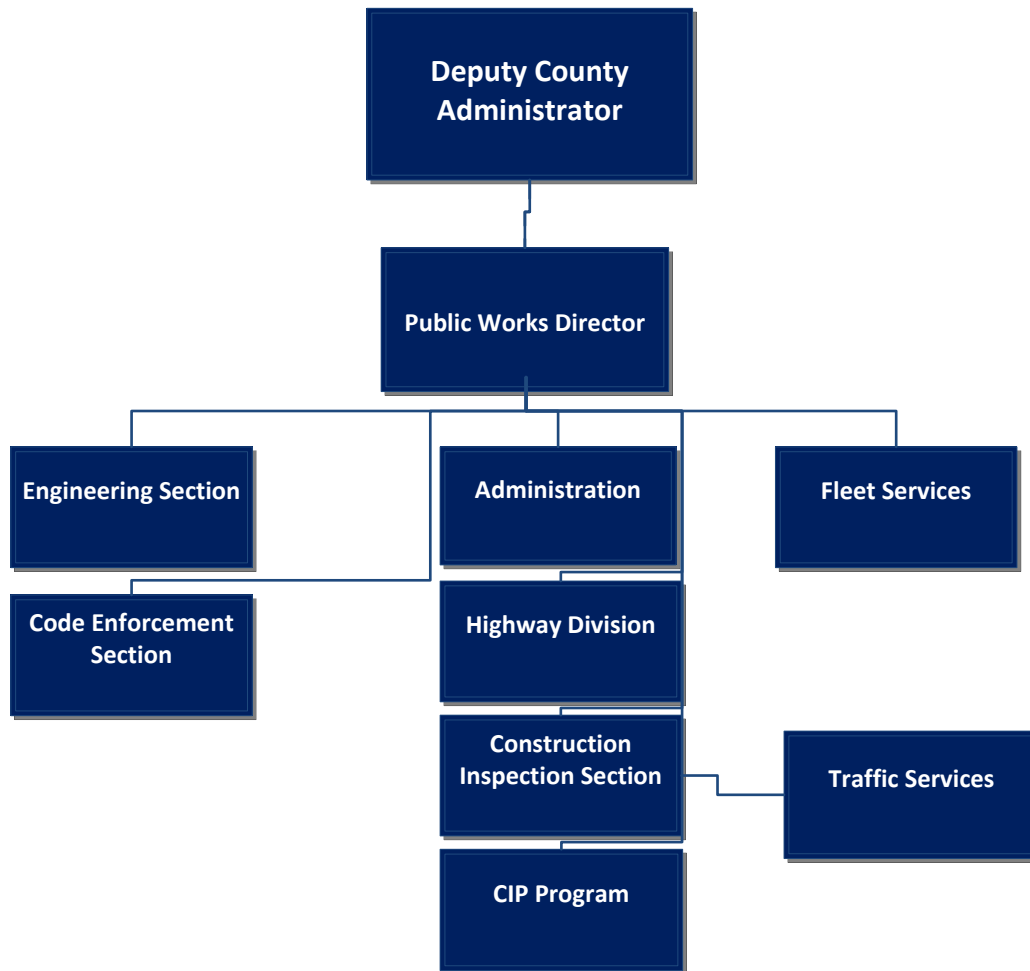 Deputy County
Administrator
Public Works Director
Engineering Section
Administration
Fleet Services
Code Enforcement
Section
Highway Division
Construction
Inspection Section
Traffic Services
CIP Program